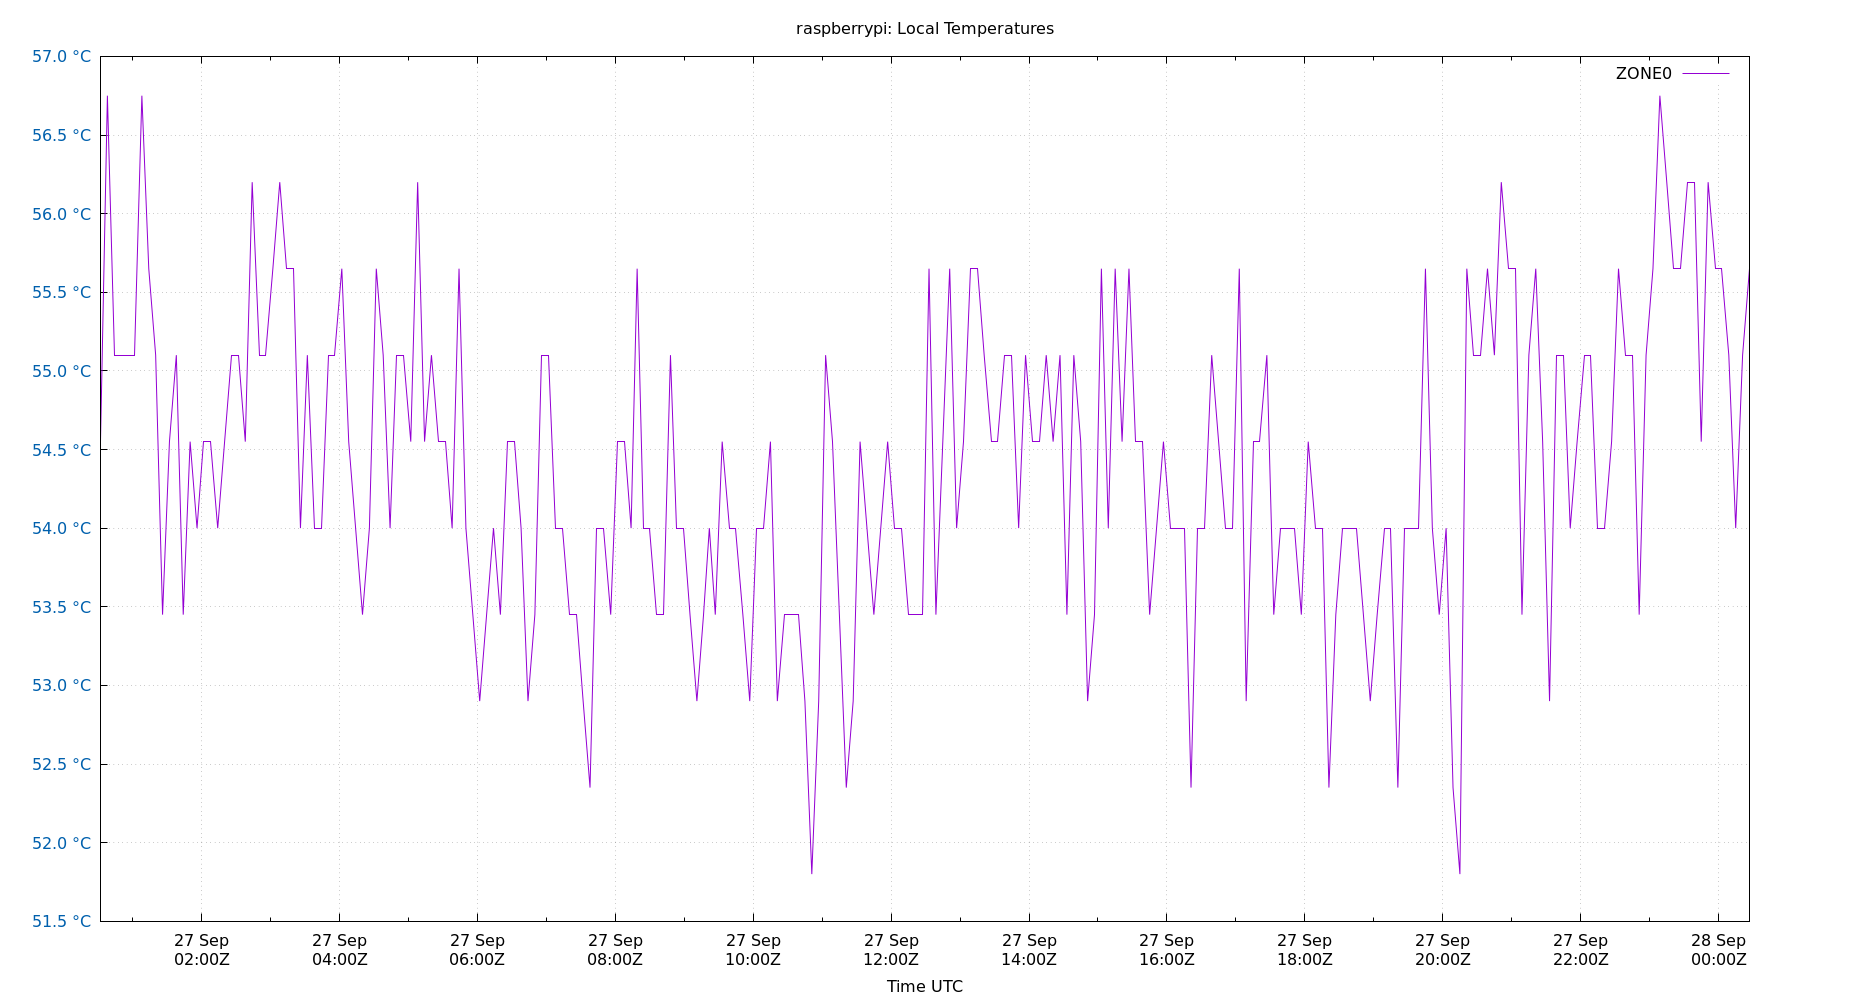 raspberrypi: Local Temperatures
57.0 °C
ZONE0
56.5 °C
56.0 °C
55.5 °C
55.0 °C
54.5 °C
54.0 °C
53.5 °C
53.0 °C
52.5 °C
52.0 °C
51.5 °C
27 Sep 27 Sep 27 Sep 27 Sep 27 Sep 27 Sep 27 Sep 27 Sep 27 Sep 27 Sep 27 Sep 28 Sep
02:00Z 04:00Z 06:00Z 08:00Z 10:00Z 12:00Z 14:00Z 16:00Z 18:00Z 20:00Z 22:00Z 00:00Z
Time UTC